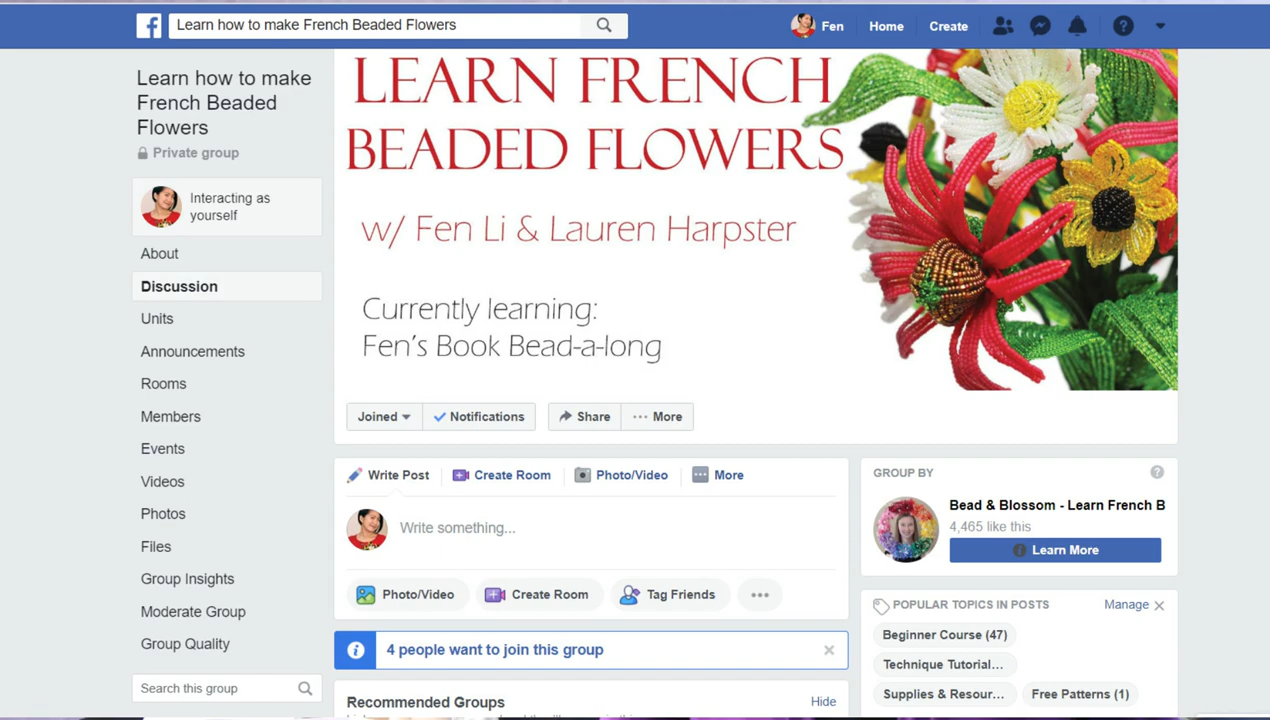 f
Learn how to make French Beaded Flowers
Fen
Home
Create
?
Learn how to make
French Beaded
Flowers
Private group
Interacting as
yourself
About
Discussion
Units
Announcements
Rooms
Members
Events
Videos
Photos
Files
Group Insights
Moderate Group
Group Quality
Search this group
LEARN FRENCH
BEADED FLOWERS
w/ Fen Li & Lauren Harpster
Currently learning:
Fen's Book Bead-a-long
Joined
Notifications
Share
More
Write Post
Create Room
Photo/Video
More
Write something...
Photo/Video
Create Room
Tag Friends
4 people want to join this group
Recommended Groups
Hide
GROUP BY
?
Bead & Blossom - Learn French B
4,465 like this
Learn More
POPULAR TOPICS IN POSTS
Manage
Beginner Course (47)
Technique Tutorial...
Supplies & Resour...
Free Patterns (1)